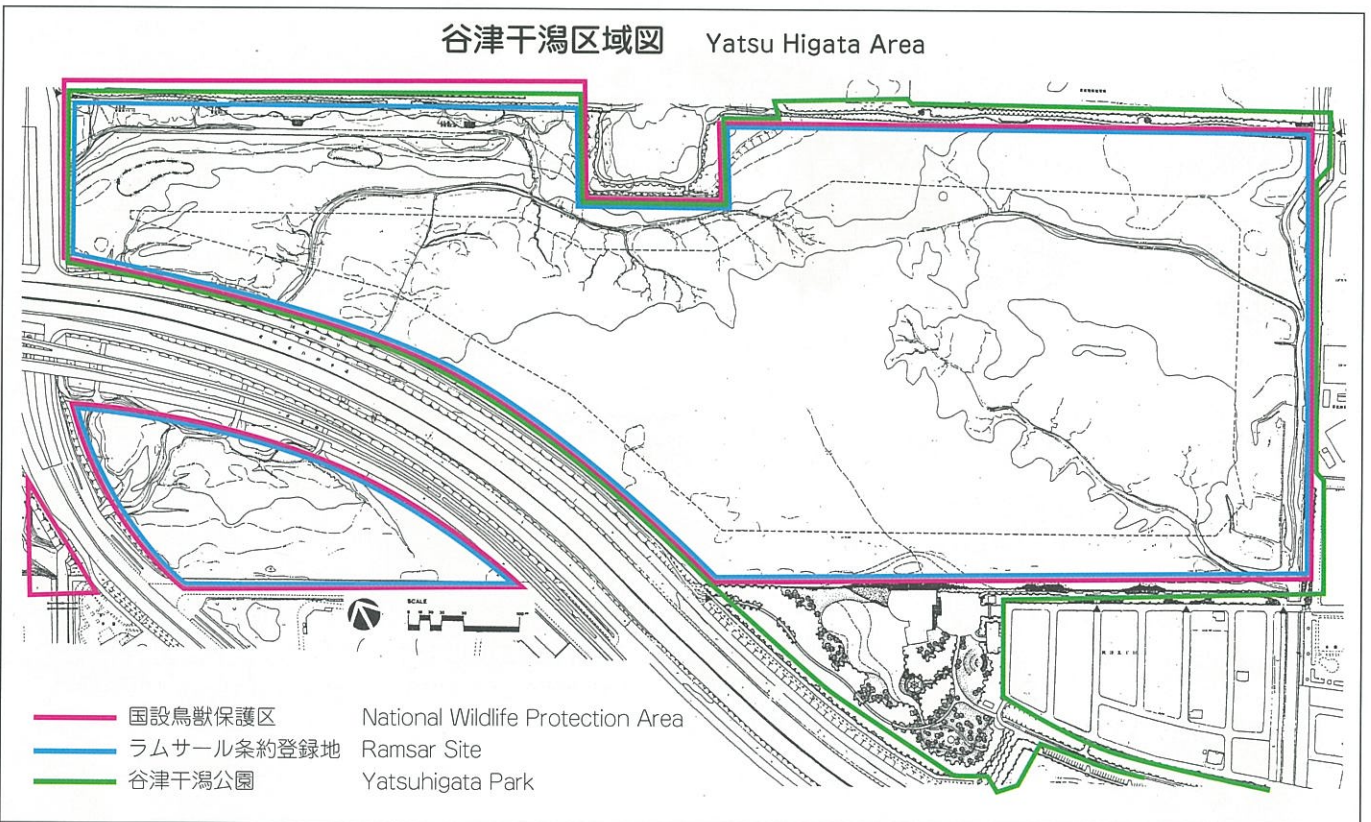 谷津干潟区域図 Yatsu Higata Area
SCALE
国設鳥獣保護区 National Wildlife Protection Area
ラムサール条約登録地 Ramsar Site
谷津干潟公園 Yatsuhigata Park